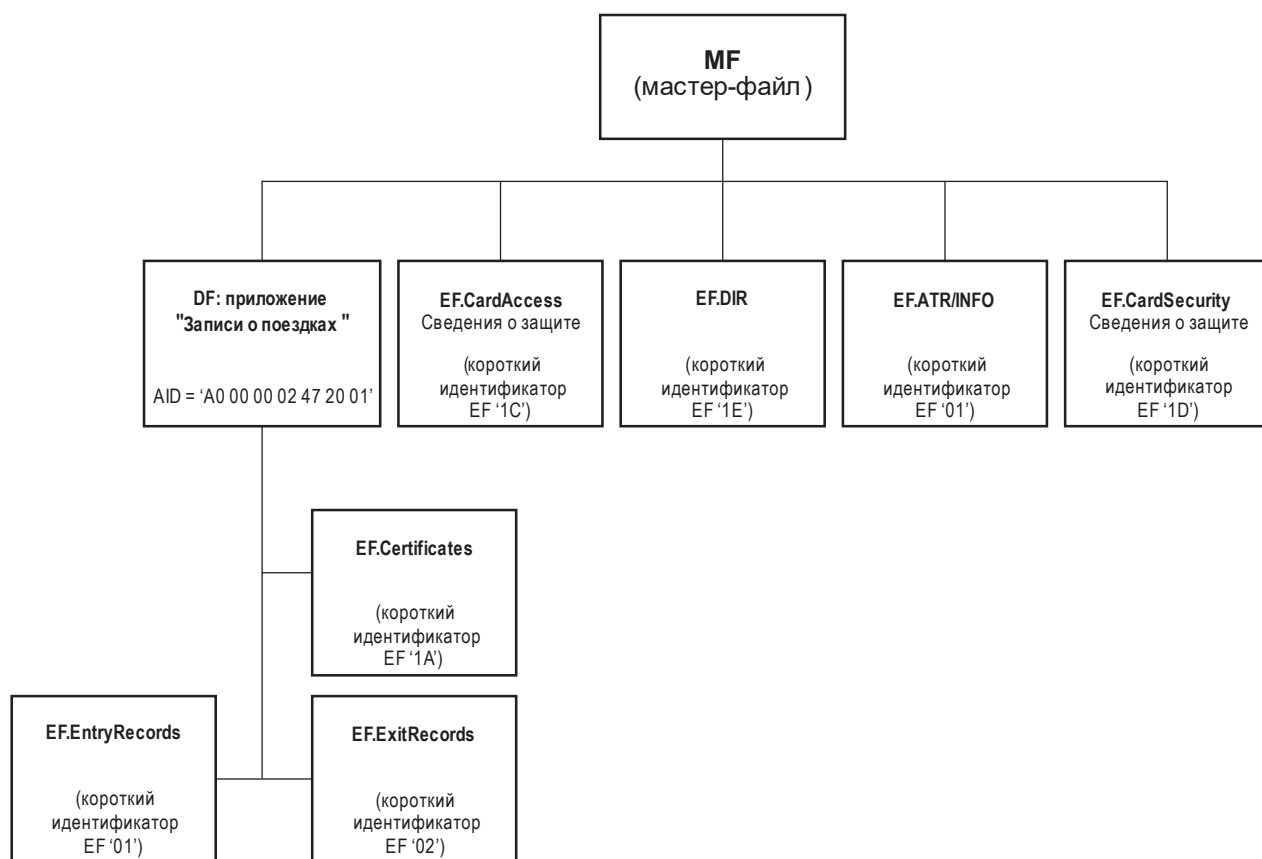 MF
(мастер-файл)
DF: приложение
"Записи о поездках "
AID = ‘A0 00 00 02 47 20 01’
EF.CardAccess
Сведения о защите
(короткий
идентификатор
EF ‘1C’)
EF.DIR
(короткий
идентификатор
EF ‘1E’)
EF.ATR/INFO
(короткий
идентификатор
EF ‘01’)
EF.CardSecurity
Сведения о защите
(короткий
идентификатор
EF ‘1D’)
EF.Certificates
(короткий
идентификатор
EF ‘1A’)
EF.EntryRecords
(короткий
идентификатор
EF ‘01’)
EF.ExitRecords
(короткий
идентификатор
EF ‘02’)